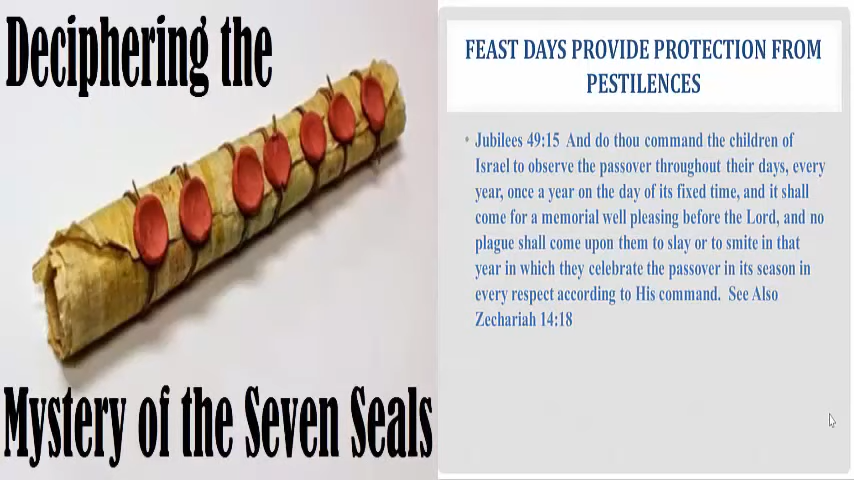 Deciphering the
Mystery of the Seven Seals
FEAST DAYS PROVIDE PROTECTION FROM
PESTILENCES
• Jubilees 49:15 And do thou command the children of
Israel to observe the passover throughout their days, every
year, once a year on the day of its fixed time, and it shall
come for a memorial well pleasing before the Lord, and no
plague shall come upon them to slay or to smite in that
year in which they celebrate the passover in its season in
every respect according to His command. See Also
Zechariah 14:18